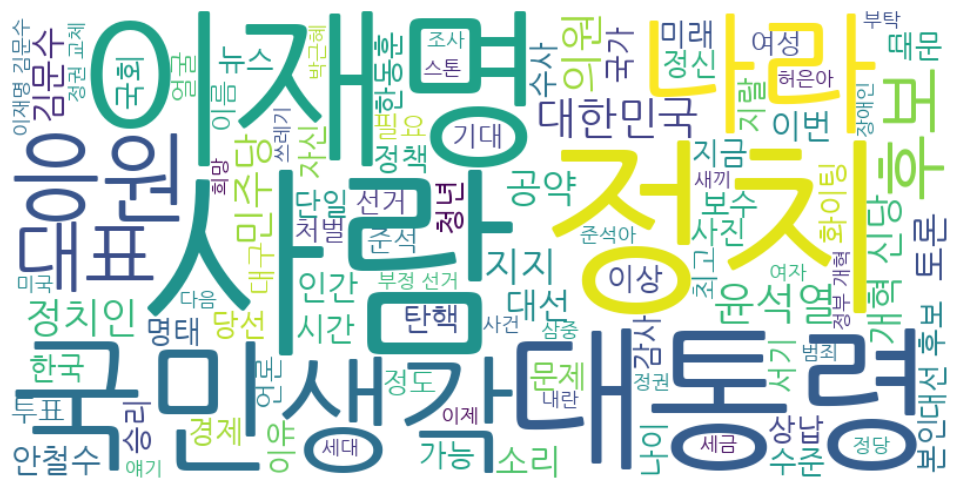 이재명 김문수
정권 교체
김문수
얼굴
국회
뉴스
이름
쓰레기
박근혜
자신
이재명
한동훈
필요
조사
스톤
정책
기대
수사
의원
국가
대한민국
미래
정신
여성
허은아
지랄
나라
이번
부탁
장애인
마음
후보
응원
대표
민주당
희망
대구
사람
단일
처벌
선거
준석
청년
공약
지지
정치
이상
준석아
지금
새끼
보수
사진
최고
화이팅
여자
윤석열
정부 개혁
개혁 신당
토론
미국
정치인
다음
명태
당선
인간
시간
부정 선거
탄핵
사건
대선
삼중
감사
한국
투표
승리
안철수
얘기
국민
경제
언론
이야
세대
생각
정도
이제
가능
소리
문제
내란
대통령
정권
나이
세금
서기
범죄
상납
수준
정당
본인
대선 후보